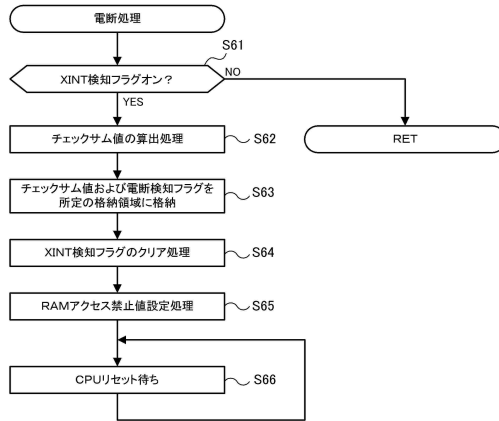 電断処理
S61
XINT検知フラグオン？
NO
YES
RET
チェックサム値の算出処理
S62
チェックサム値および電断検知フラグを
所定の格納領域に格納
S63
XINT検知フラグのクリア処理
S64
RAMアクセス禁止値設定処理
S65
CPUリセット待ち
S66